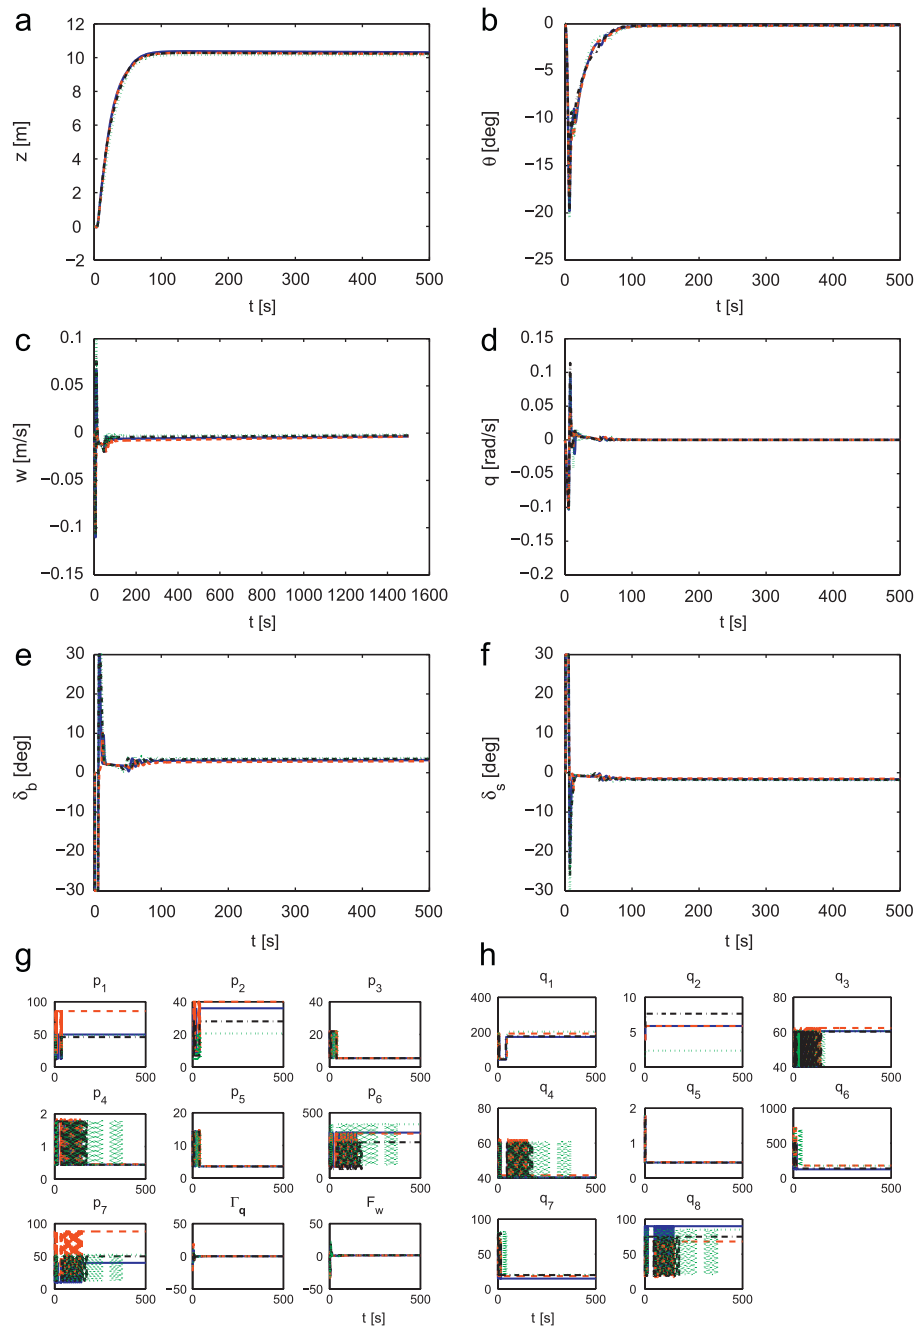 a
12
10
8
6
4
2
0
−2
z [m]
0 100 200 300 400 500
t [s]
b
0
−5
−10
−15
−20
−25
θ [deg]
0 100 200 300 400 500
t [s]
c
0.1
0.05
0
−0.05
−0.1
−0.15
w [m/s]
0 200 400 600 800 1000 1200 1400 1600
t [s]
d
0.15
0.1
0.05
0
−0.05
−0.1
−0.15
−0.2
q [rad/s]
0 100 200 300 400 500
t [s]
e
30
20
10
0
−10
−20
−30
δb [deg]
0 100 200 300 400 500
t [s]
f
30
20
10
0
−10
−20
−30
δs [deg]
0 100 200 300 400 500
t [s]
g
p1
100
50
0
0 500
p2
40
20
0
0 500
p3
60
40
20
0
0 500
p4
2
1
0
0 500
p5
20
15
10
5
0
0 500
p6
500
0
0 500
p7
100
50
0
0 500
Γq
50
0
−50
0 500
Fw
50
0
−50
0 500
t [s]
h
q1
400
200
0
0 500
q2
10
5
0
0 500
q3
80
60
40
0 500
q4
80
60
40
0 500
q5
2
1
0
0 500
q6
1000
500
0
0 500
q7
100
50
0
0 500
q8
100
50
0
0 500
t [s]